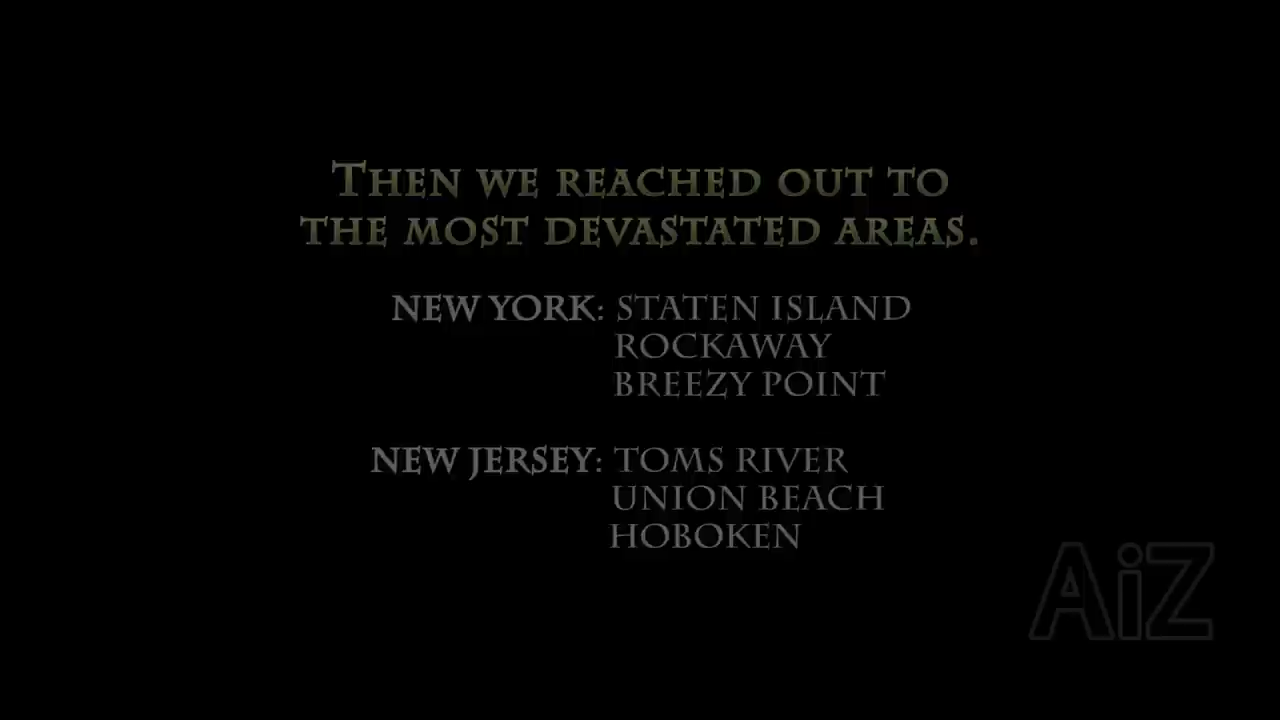 THEN WE REACHED OUT TO
THE MOST DEVASTATED AREAS.
NEW YORK: STATEN ISLAND
ROCKAWAY
BREEZY POINT
NEW JERSEY: TOMS RIVER
UNION BEACH
HOBOKEN
AiZ